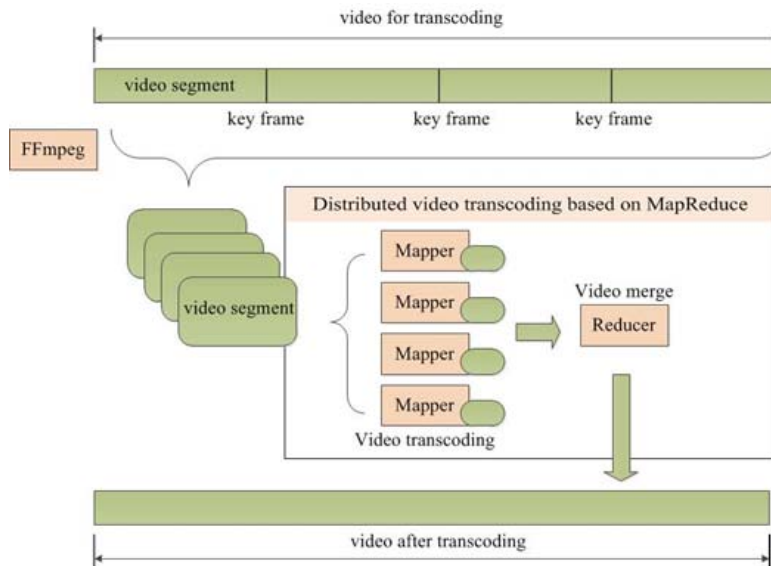 video for transcoding
video segment
key frame
key frame
key frame
FFmpeg
Distributed video transcoding based on MapReduce
video segment
Mapper
Mapper
Mapper
Mapper
Video transcoding
Video merge
Reducer
video after transcoding